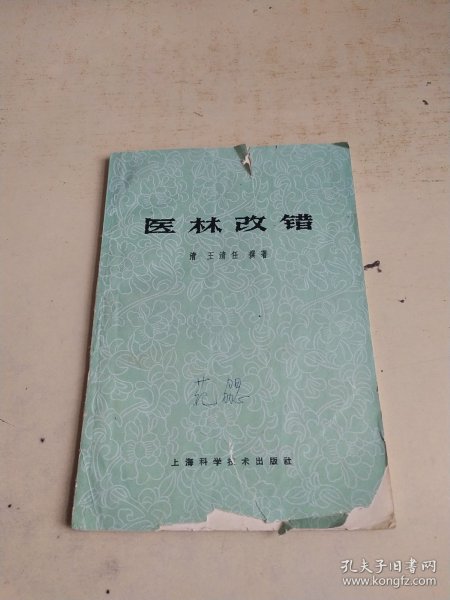 医林改错
清 王清任 撰著
上海科学技术出版社
孔夫子旧书网
www.kongfz.com